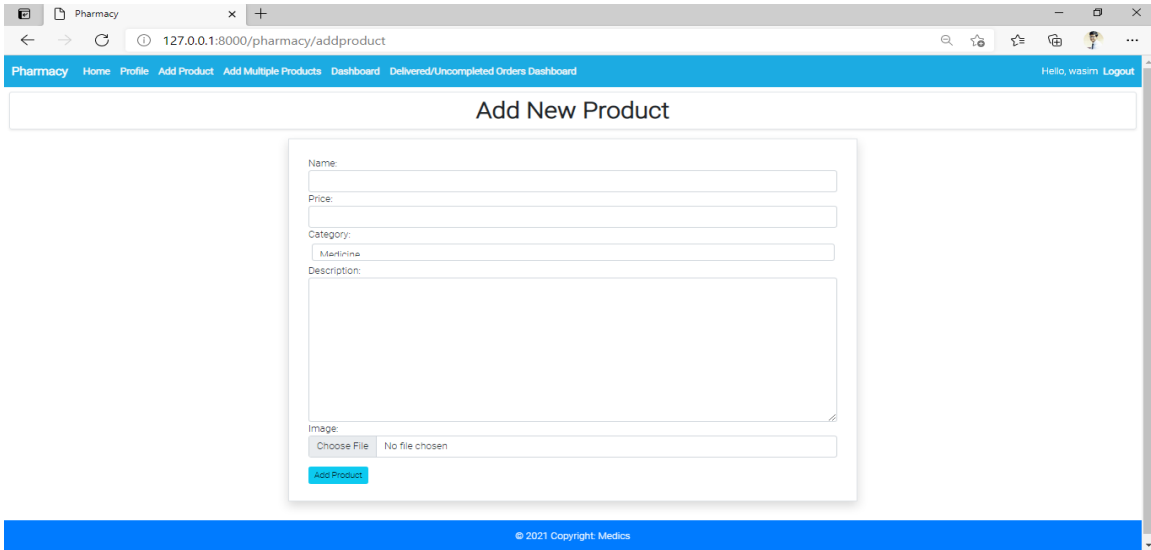 Pharmacy
127.0.0.1:8000/pharmacy/addproduct
Pharmacy Home Profile Add Product Add Multiple Products Dashboard Delivered/Uncompleted Orders Dashboard Hello, wasim Logout
Add New Product
Name:
Price:
Category:
Medicine
Description:
Image:
Choose File No file chosen
Add Product
© 2021 Copyright: Medics